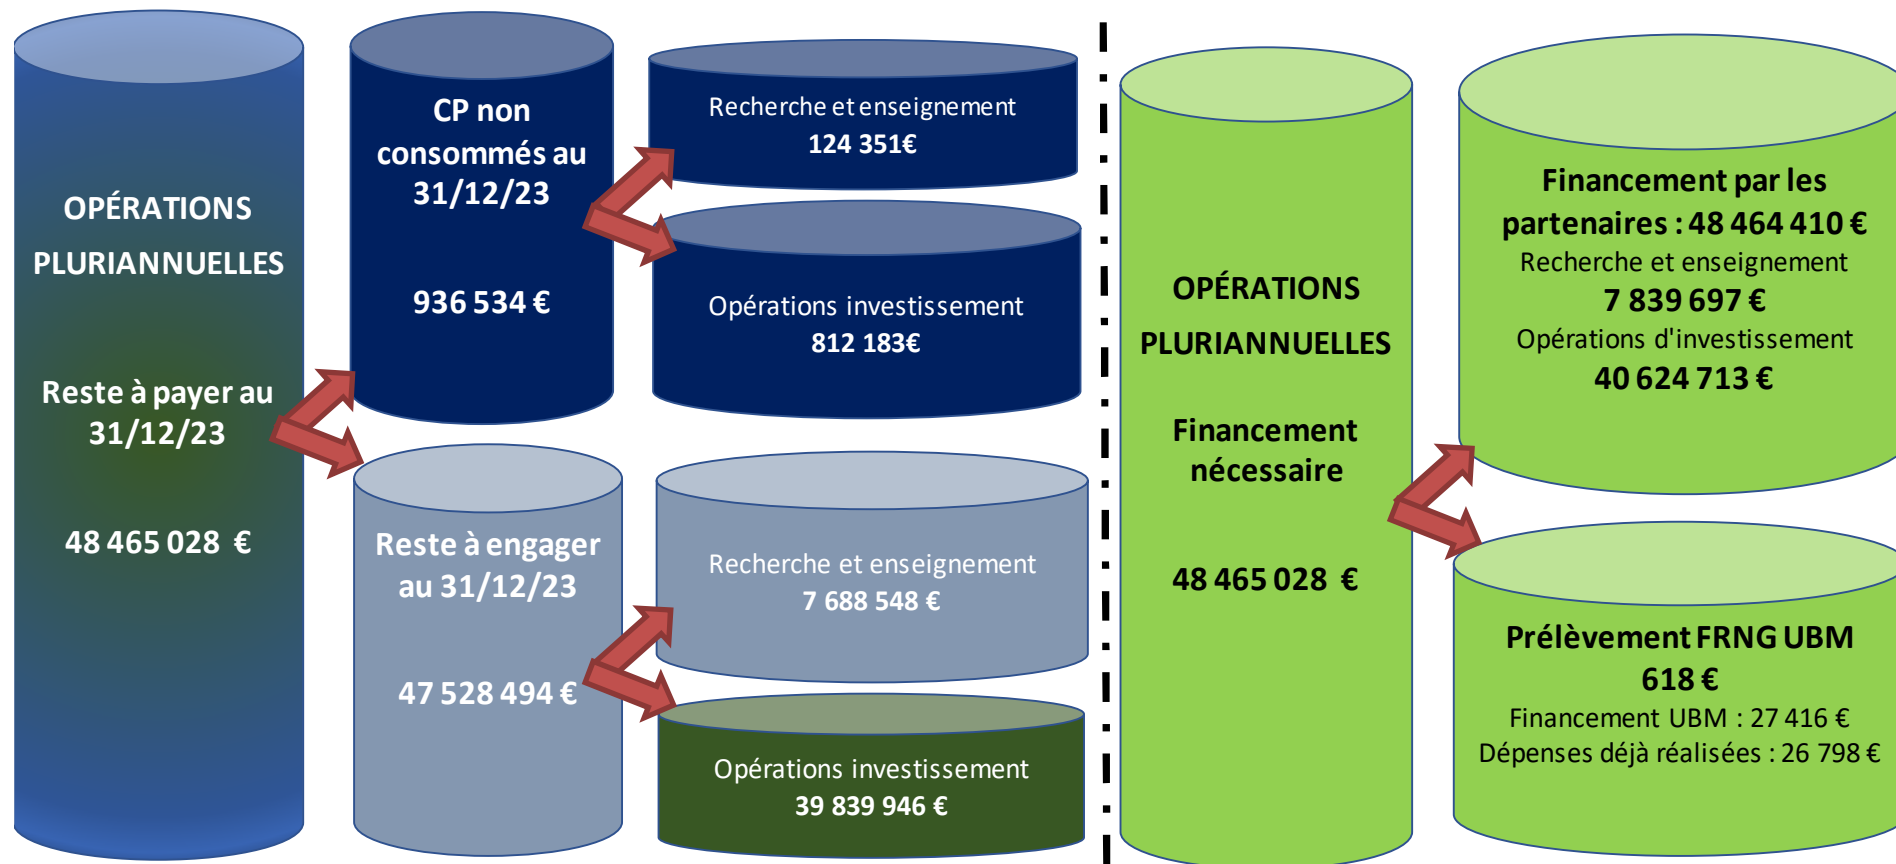 OPÉRATIONS
PLURIANNUELLES
Reste à payer au
31/12/23
48 465 028 €
CP non
consommés au
31/12/23
936 534 €
Recherche et enseignement
124 351€
Opérations investissement
812 183€
Reste à engager
au 31/12/23
47 528 494 €
Recherche et enseignement
7 688 548 €
Opérations investissement
39 839 946 €
OPÉRATIONS
PLURIANNUELLES
Financement
nécessaire
48 465 028 €
Financement par les
partenaires : 48 464 410 €
Recherche et enseignement
7 839 697 €
Opérations d'investissement
40 624 713 €
Prélèvement FRNG UBM
618 €
Financement UBM : 27 416 €
Dépenses déjà réalisées : 26 798 €